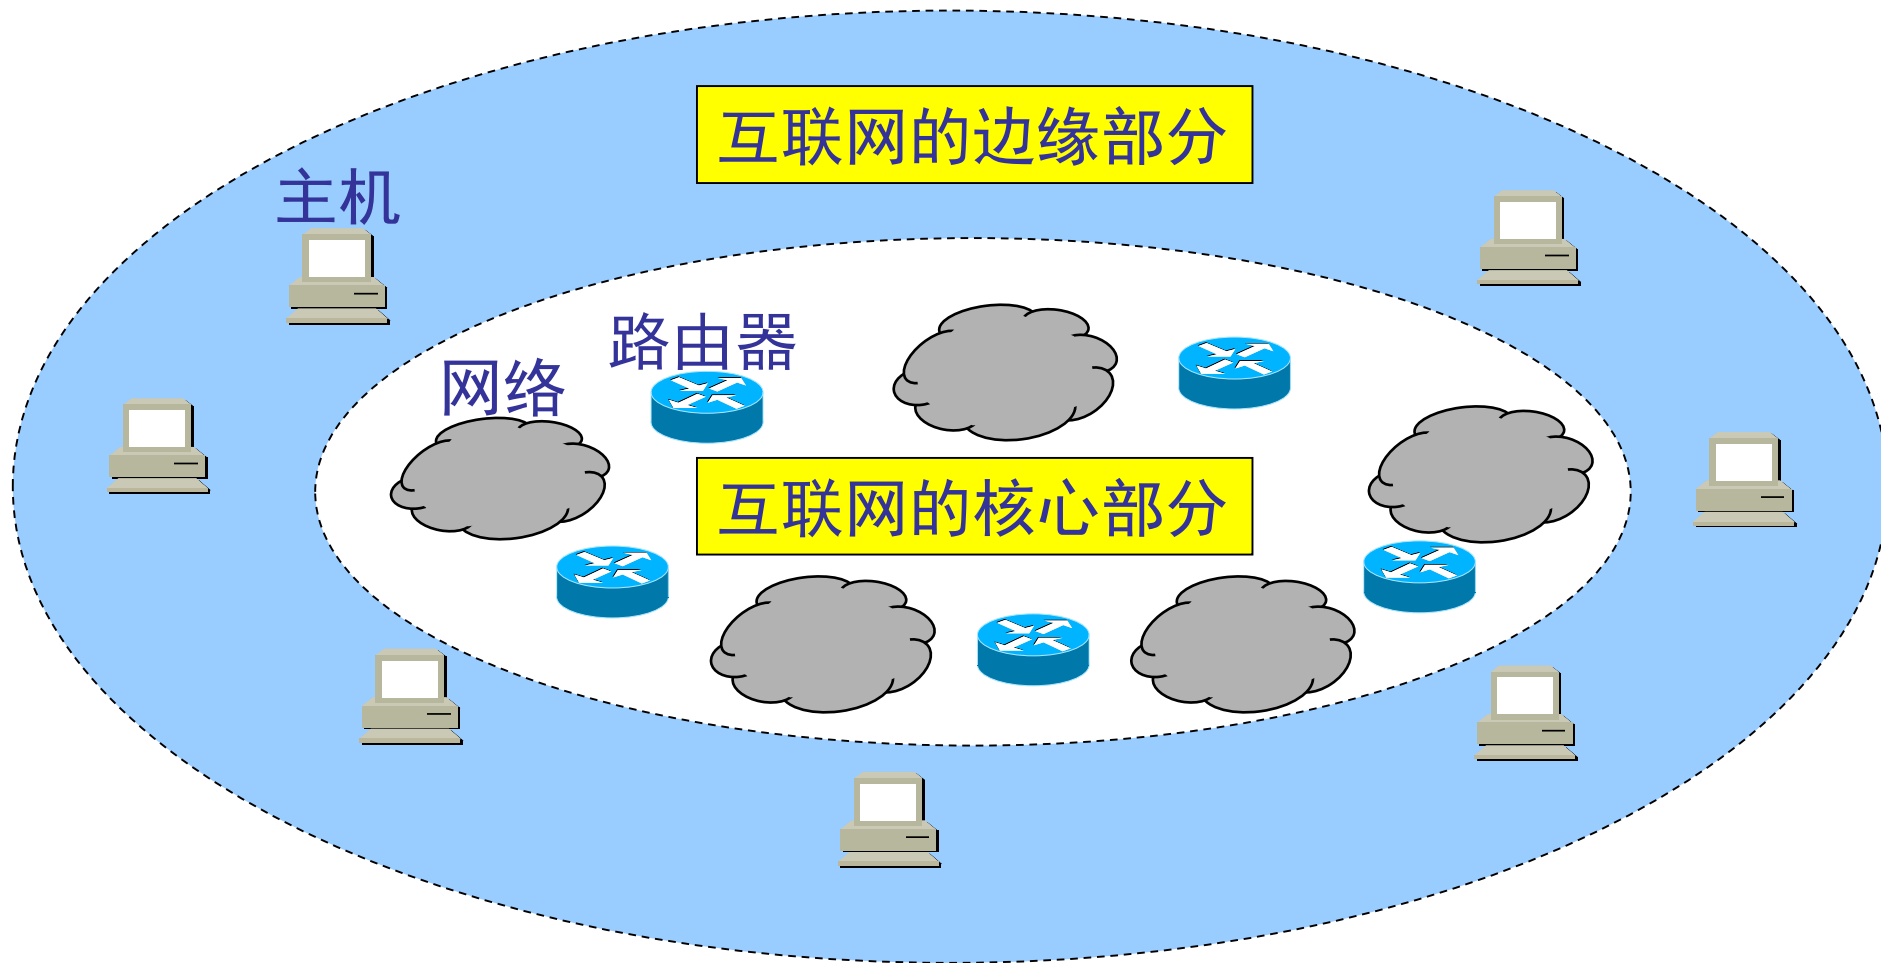 互联网的边缘部分
主机
路由器
网络
互联网的核心部分